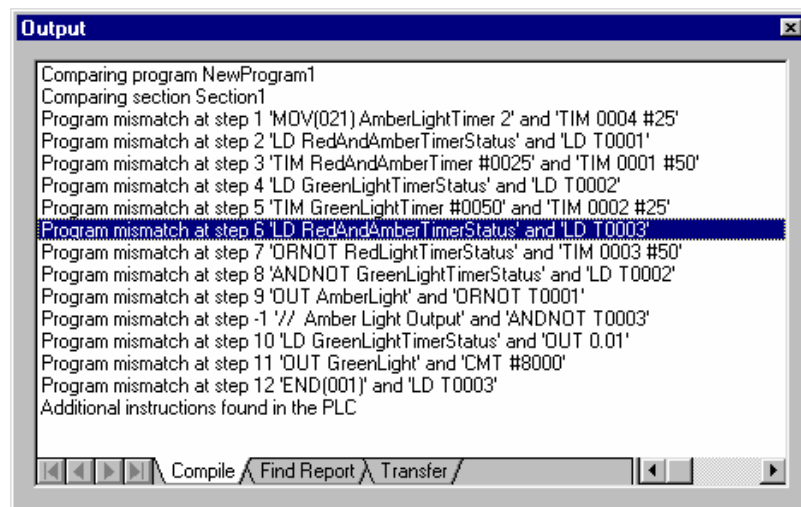 Output
Comparing program NewProgram1
Comparing section Section1
Program mismatch at step 1 'MOV(021) AmberLightTimer 2' and 'TIM 0004 #25'
Program mismatch at step 2 'LD RedAndAmberTimerStatus' and 'LD T0001'
Program mismatch at step 3 'TIM RedAndAmberTimer #0025' and 'TIM 0001 #50'
Program mismatch at step 4 'LD GreenLightTimerStatus' and 'LD T0002'
Program mismatch at step 5 'TIM GreenLightTimer #0050' and 'TIM 0002 #25'
Program mismatch at step 6 'LD RedAndAmberTimerStatus' and 'LD T0003'
Program mismatch at step 7 'ORNOT RedLightTimerStatus' and 'TIM 0003 #50'
Program mismatch at step 8 'ANDNOT GreenLightTimerStatus' and 'LD T0002'
Program mismatch at step 9 'OUT AmberLight' and 'ORNOT T0001'
Program mismatch at step -1 '//  Amber Light Output' and 'ANDNOT T0003'
Program mismatch at step 10 'LD GreenLightTimerStatus' and 'OUT 0.01'
Program mismatch at step 11 'OUT GreenLight' and 'CMT #8000'
Program mismatch at step 12 'END(001)' and 'LD T0003'
Additional instructions found in the PLC
Compile Find Report Transfer